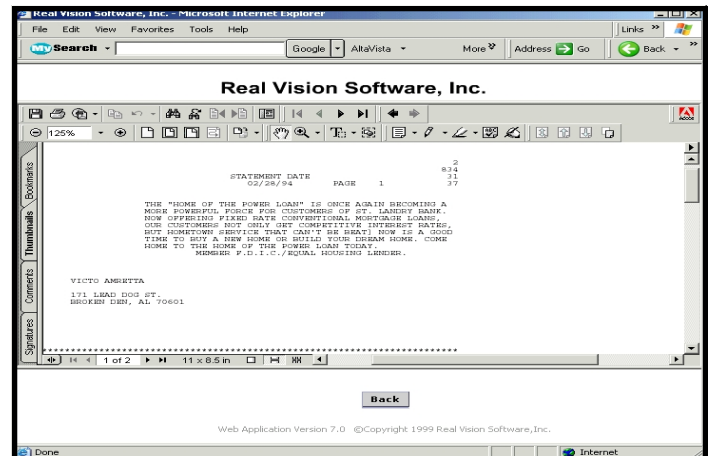 Real Vision Software, Inc. - Microsoft Internet Explorer
File Edit View Favorites Tools Help Links »
My Search Google AltaVista More » Address Go Back »
Real Vision Software, Inc.
125%
Bookmarks
Thumbnails
Comments
Signatures
2
834
STATEMENT DATE 31
02/28/94 PAGE 1 37
THE "HOME OF THE POWER LOAN" IS ONCE AGAIN BECOMING A
MORE POWERFUL FORCE FOR CUSTOMERS OF ST. LANDRY BANK.
NOW OFFERING FIXED RATE CONVENTIONAL MORTGAGE LOANS,
OUR CUSTOMERS NOT ONLY GET COMPETITIVE INTEREST RATES,
BUT HOMETOWN SERVICE THAT CAN'T BE BEAT] NOW IS A GOOD
TIME TO BUY A NEW HOME OR BUILD YOUR DREAM HOME. COME
HOME TO THE HOME OF THE POWER LOAN TODAY.
MEMBER F.D.I.C./EQUAL HOUSING LENDER.
VICTO AMRETTA
171 LEAD DOG ST.
BROKEN DEN, AL 70601
1 of 2 11 x 8.5 in
Back
Web Application Version 7.0 ©Copyright 1999 Real Vision Software,Inc.
Done Internet